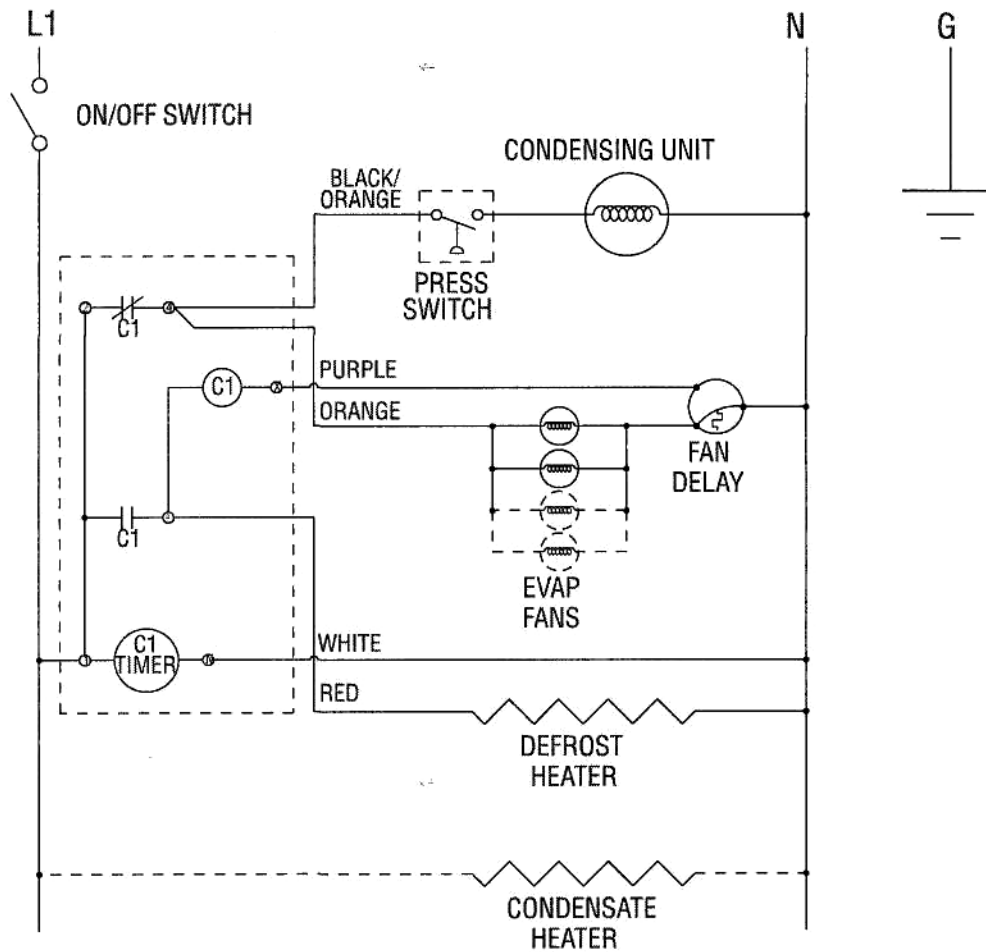 L1
N
G
ON/OFF SWITCH
CONDENSING UNIT
BLACK/
ORANGE
PRESS
SWITCH
C1
C1
PURPLE
ORANGE
FAN
DELAY
C1
EVAP
FANS
C1
TIMER
WHITE
RED
DEFROST
HEATER
CONDENSATE
HEATER